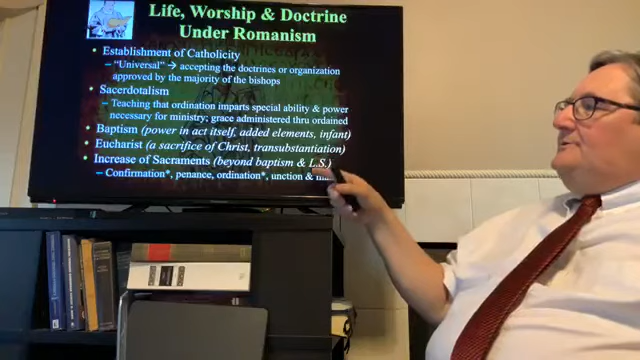 Life, Worship & Doctrine
Under Romanism
• Establishment of Catholicity
– “Universal” → accepting the doctrines or organization
approved by the majority of the bishops
• Sacerdotalism
– Teaching that ordination imparts special ability & power
necessary for ministry; grace administered thru ordained
• Baptism (power in act itself, added elements, infant)
• Eucharist (a sacrifice of Christ, transubstantiation)
• Increase of Sacraments (beyond baptism & L.S.)
– Confirmation*, penance, ordination*, unction &